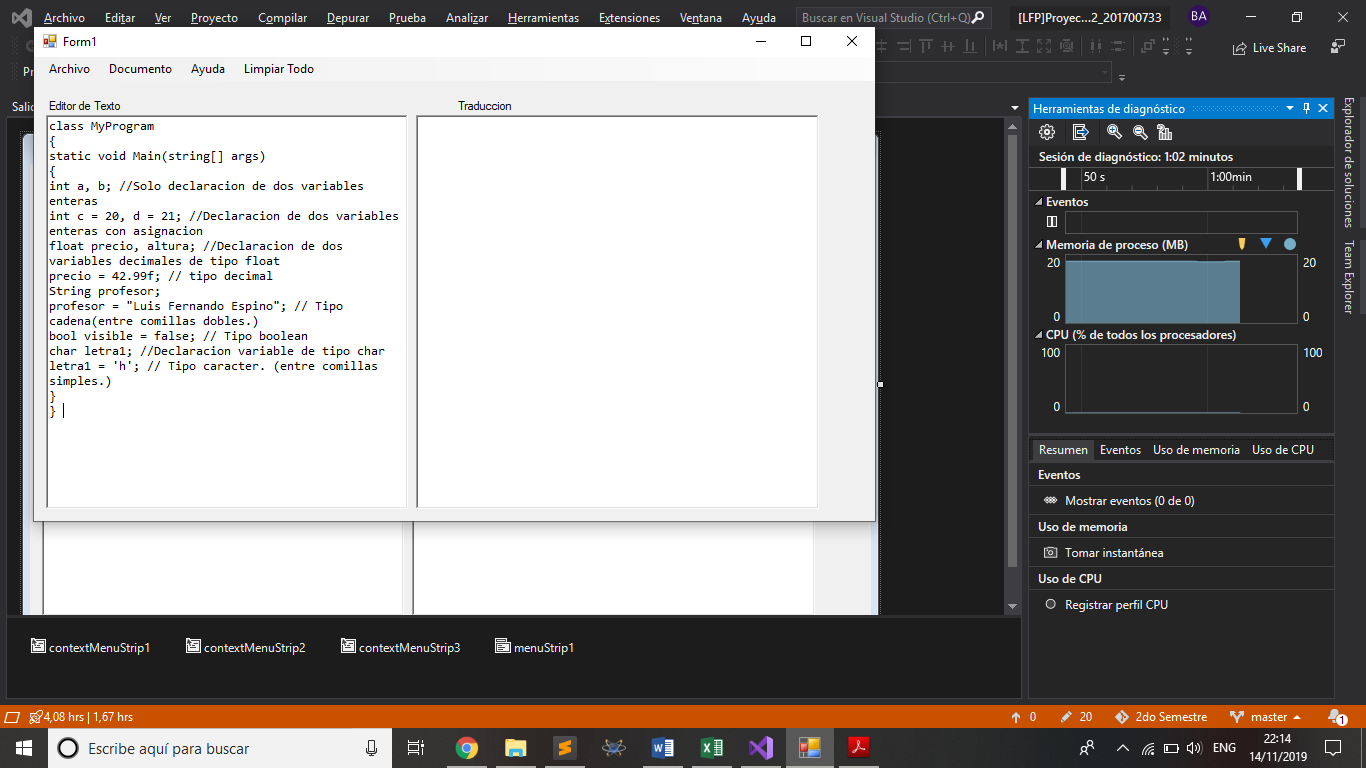 Archivo Editar Ver Proyecto Compilar Depurar Prueba Analizar Herramientas Extensiones Ventana Ayuda Buscar en Visual Studio (Ctrl+Q) [LFP]Proyec...2_201700733 BA
Live Share
Form1
Archivo Documento Ayuda Limpiar Todo
Editor de Texto Traduccion
class MyProgram
{
static void Main(string[] args)
{
int a, b; //Solo declaracion de dos variables
enteras
int c = 20, d = 21; //Declaracion de dos variables
enteras con asignacion
float precio, altura; //Declaracion de dos
variables decimales de tipo float
precio = 42.99f; // tipo decimal
String profesor;
profesor = "Luis Fernando Espino"; // Tipo
cadena(entre comillas dobles.)
bool visible = false; // Tipo boolean
char letra1; //Declaracion variable de tipo char
letra1 = 'h'; // Tipo caracter. (entre comillas
simples.)
}
}
Herramientas de diagnóstico
Sesión de diagnóstico: 1:02 minutos
50 s 1:00min
Eventos
Memoria de proceso (MB)
20 20
0 0
CPU (% de todos los procesadores)
100 100
0 0
Resumen Eventos Uso de memoria Uso de CPU
Eventos
Mostrar eventos (0 de 0)
Uso de memoria
Tomar instantánea
Uso de CPU
Registrar perfil CPU
Explorador de soluciones
Team Explorer
contextMenuStrip1 contextMenuStrip2 contextMenuStrip3 menuStrip1
4,08 hrs | 1,67 hrs 0 20 2do Semestre master 1
Escribe aquí para buscar ENG 22:14
14/11/2019